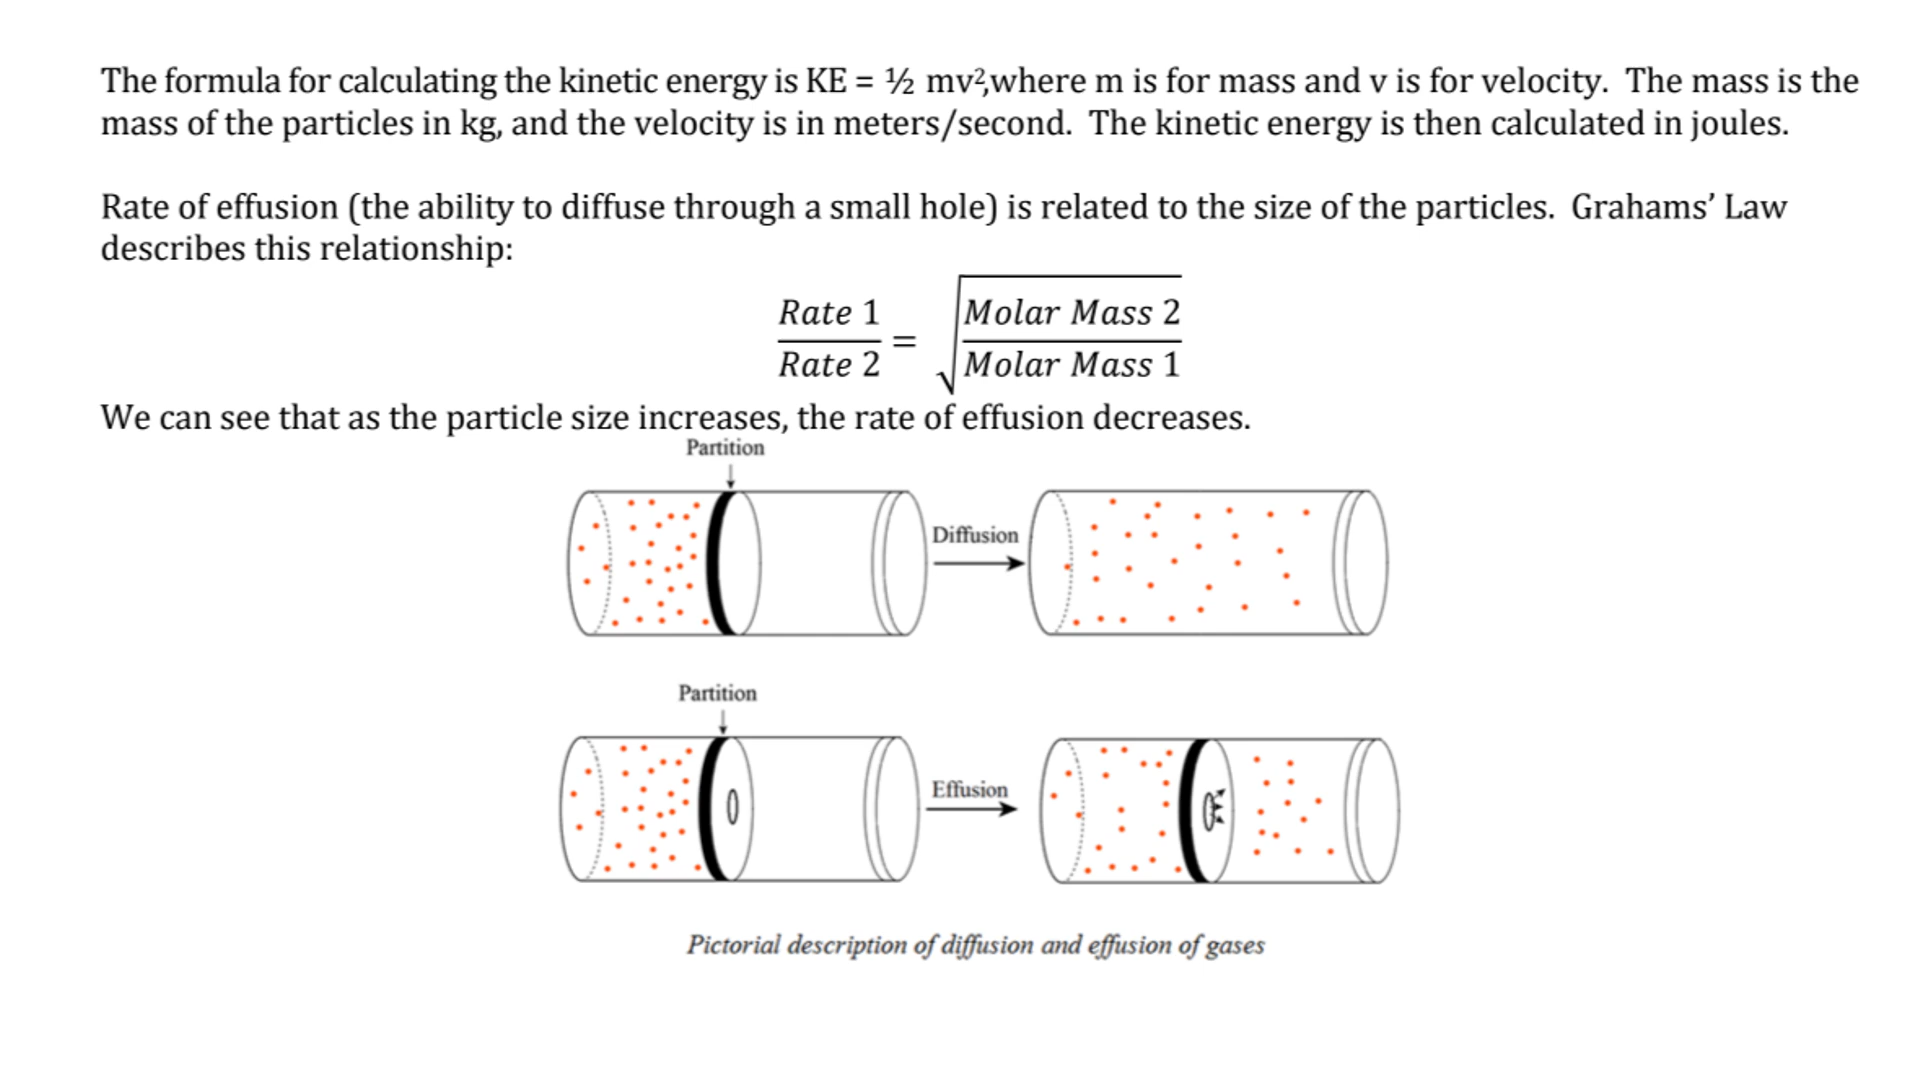 The formula for calculating the kinetic energy is KE = ½ mv²,where m is for mass and v is for velocity.  The mass is the
mass of the particles in kg, and the velocity is in meters/second.  The kinetic energy is then calculated in joules.
Rate of effusion (the ability to diffuse through a small hole) is related to the size of the particles.  Grahams’ Law
describes this relationship:
Rate 1 / Rate 2 = √(Molar Mass 2 / Molar Mass 1)
We can see that as the particle size increases, the rate of effusion decreases.
Partition
Diffusion
Partition
Effusion
Pictorial description of diffusion and effusion of gases